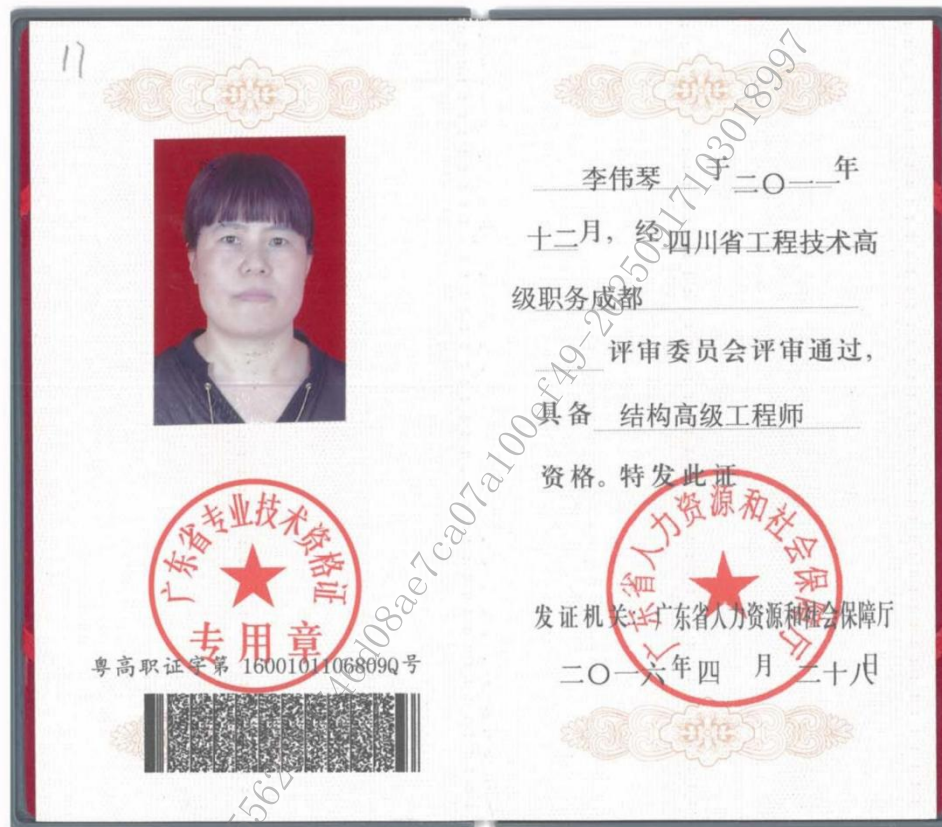 17
广东省专业技术资格证
专用章
粤高职证字第 1600101106809Q号
李伟琴 于二〇一一年
十二月，经四川省工程技术高
级职务成都
评审委员会评审通过，
具备 结构高级工程师
资格。特发此证
广东省人力资源和社会保障厅
发证机关：广东省人力资源和社会保障厅
二〇一六年四 月 二十八日